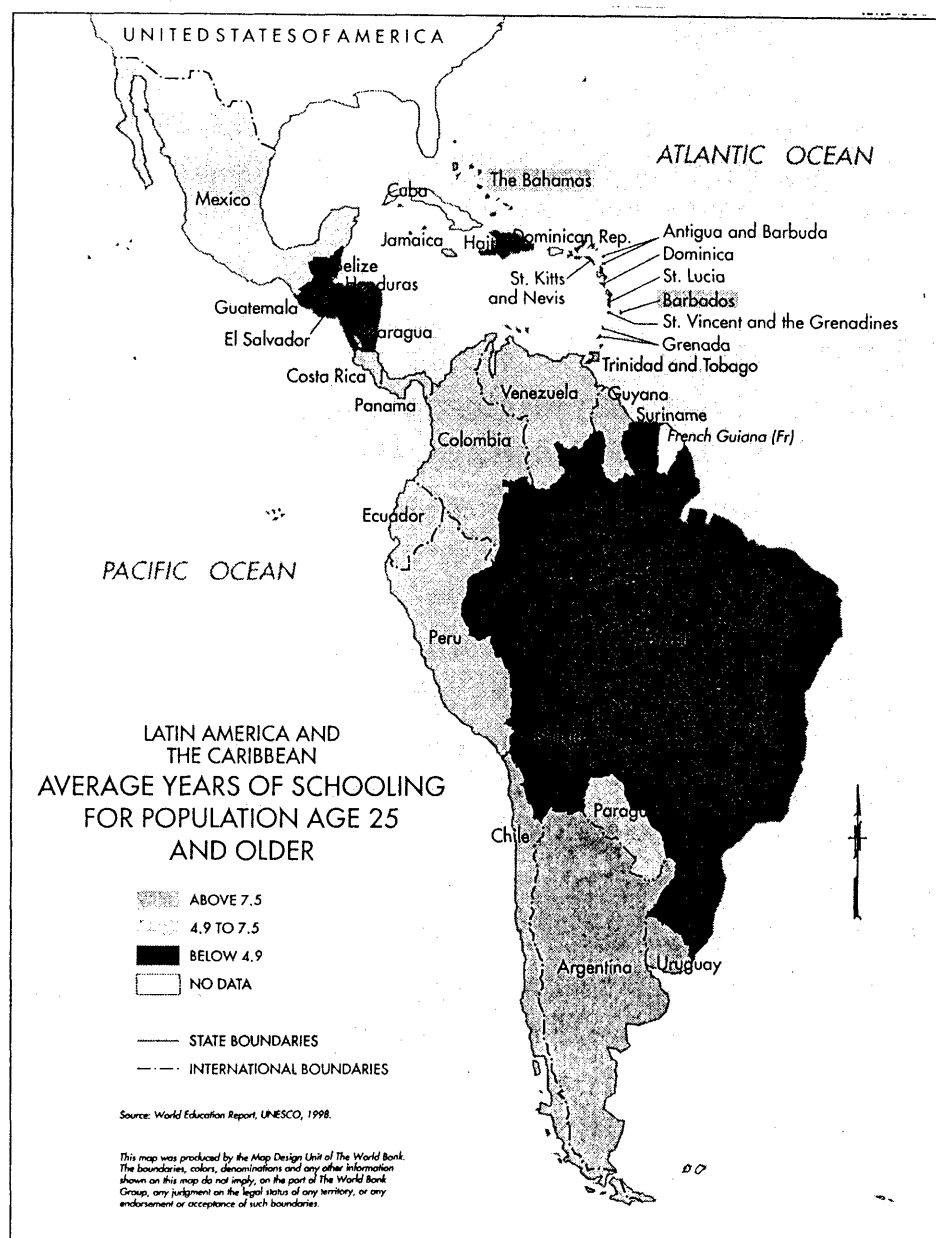 UNITED STATES OF AMERICA
ATLANTIC OCEAN
The Bahamas
Mexico
Cuba
Jamaica
Haiti
Dominican Rep.
Antigua and Barbuda
Dominica
St. Kitts
and Nevis
St. Lucia
Belize
Honduras
Barbados
Guatemala
St. Vincent and the Grenadines
El Salvador
aragua
Grenada
Trinidad and Tobago
Costa Rica
Venezuela
Guyana
Panama
Suriname
French Guiana (Fr)
Colombia
Ecuador
PACIFIC OCEAN
Peru
LATIN AMERICA AND
THE CARIBBEAN
AVERAGE YEARS OF SCHOOLING
FOR POPULATION AGE 25
AND OLDER
Paragu
Chile
ABOVE 7.5
4.9 TO 7.5
BELOW 4.9
NO DATA
Argentina
Uruguay
STATE BOUNDARIES
INTERNATIONAL BOUNDARIES
Source: World Education Report, UNESCO, 1998.
This map was produced by the Map Design Unit of The World Bank.
The boundaries, colors, denominations and any other information
shown on this map do not imply, on the part of The World Bank
Group, any judgment on the legal status of any territory, or any
endorsement or acceptance of such boundaries.